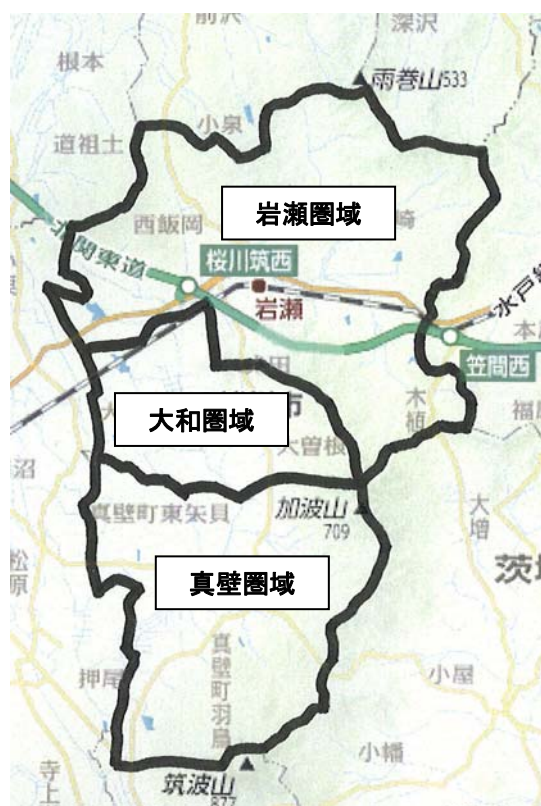 前沢
深沢
根本
雨巻山533
小泉
道祖土
岩瀬圏域
西飯岡
崎
北関東道
桜川筑西
岩瀬
水戸線
笠間西
田
木植
大和圏域
市
大曽根
沼
真壁町東矢貝
加波山
709
大増
茨城
松原
真壁圏域
押尾
真壁町羽鳥
小屋
小幡
筑波山
877
寺上